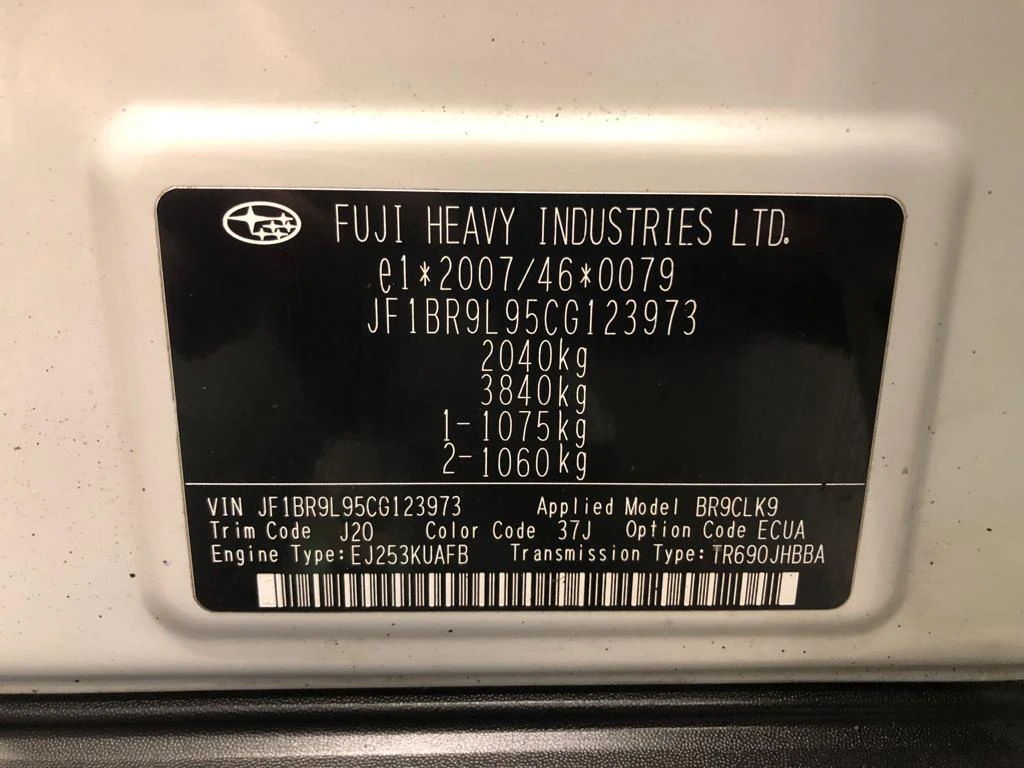 FUJI HEAVY INDUSTRIES LTD.
e1*2007/46*0079
JF1BR9L95CG123973
2040kg
3840kg
1-1075kg
2-1060kg
VIN JF1BR9L95CG123973 Applied Model BR9CLK9
Trim Code J20 Color Code 37J Option Code ECUA
Engine Type:EJ253KUAFB Transmission Type:TR690JHBBA